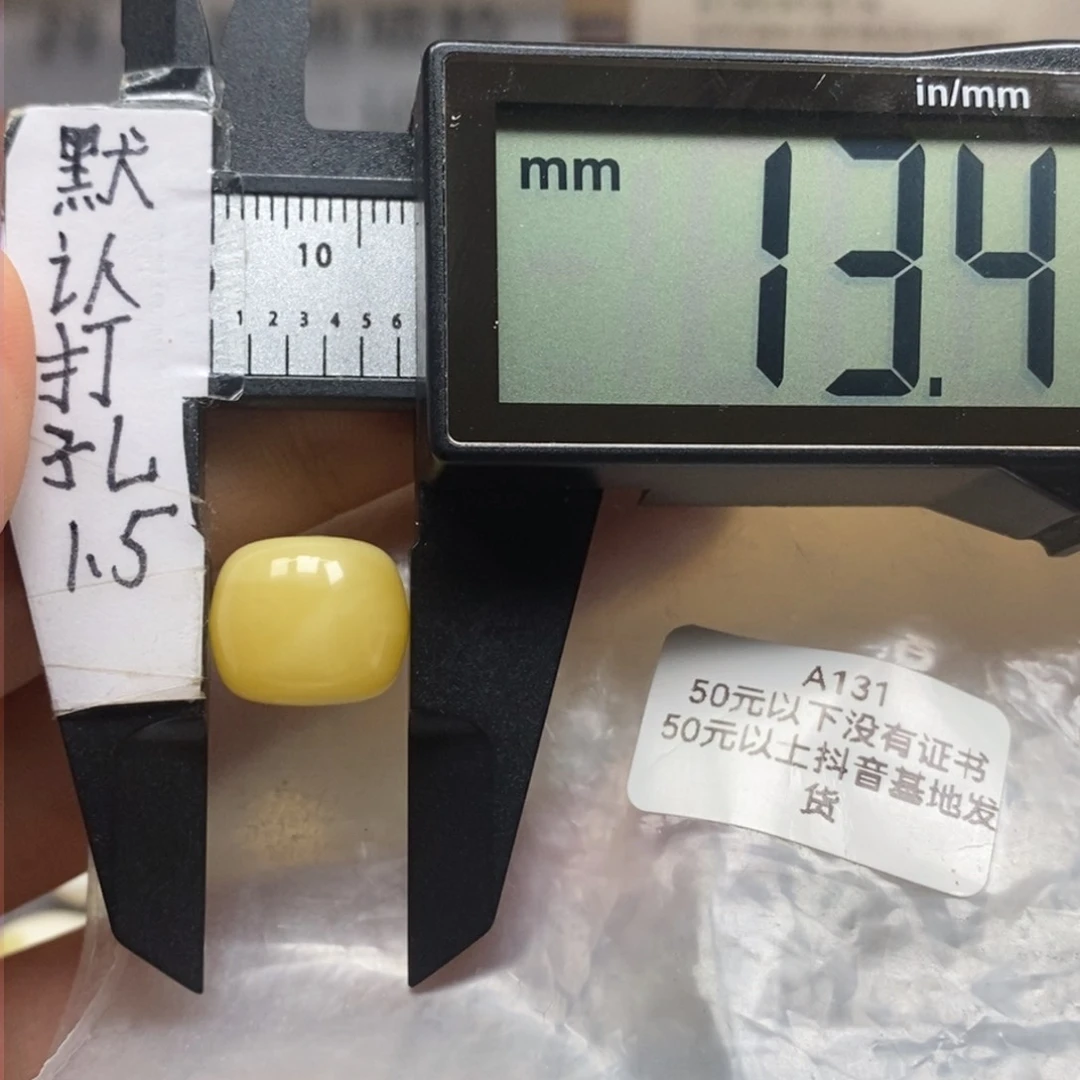 in/mm
mm
13.4
默
认
打
孔
1.5
10
1 2 3 4 5 6
A131
50元以下没有证书
50元以上抖音基地发
货